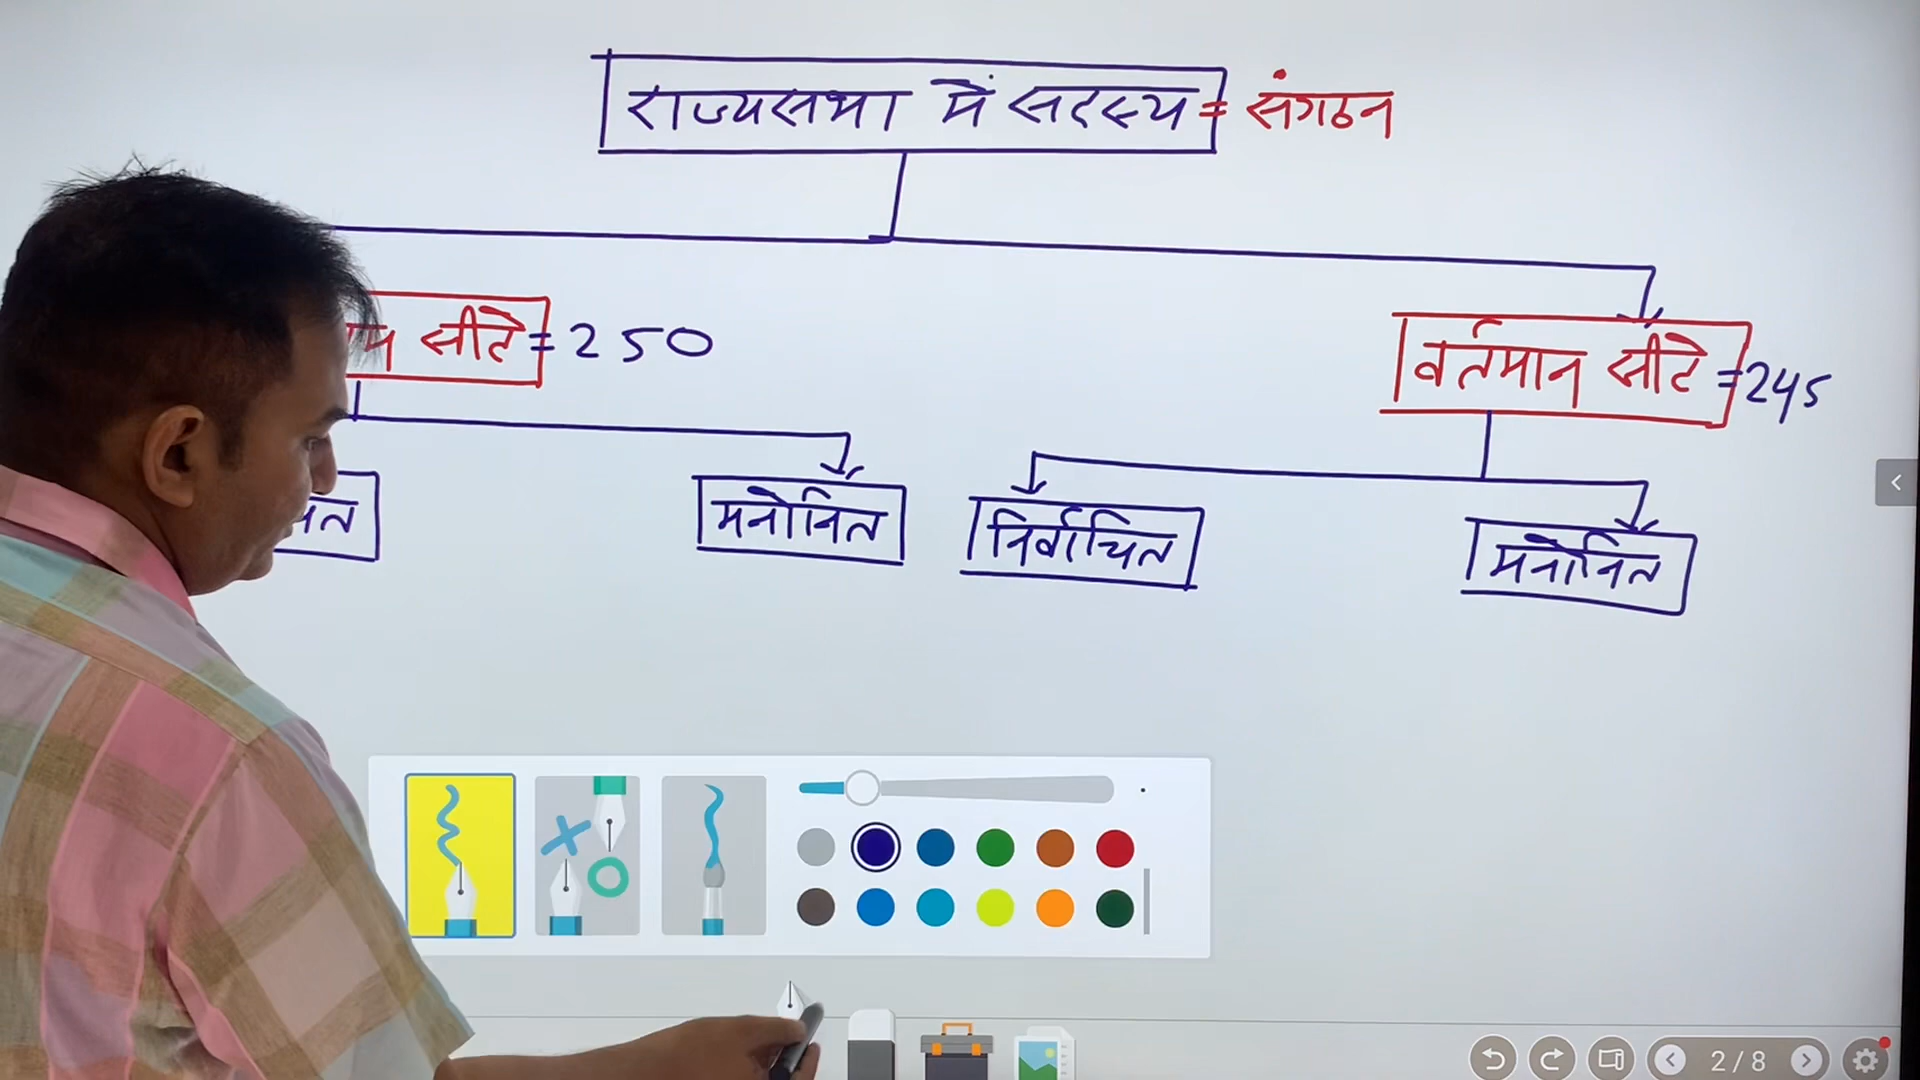 राज्यसभा में सदस्य = संगठन
सीटे = 250
वर्तमान सीटे = 245
मनोनित
निर्वाचित
मनोनित
2 / 8